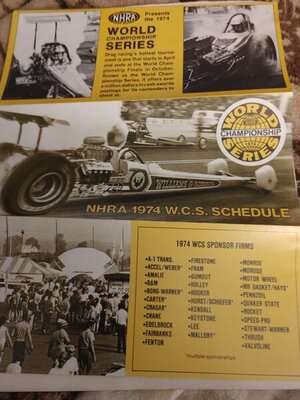 NHRA
Presents
the 1974
WORLD
CHAMPIONSHIP
SERIES
Drag racing's hottest tourna-
ment is one that starts in April
and ends at the World Cham-
pionship Finals in October.
Known as the World Cham-
pionship Series, it offers over
a million dollars in cash awards
postings for its contenders to
shoot at.
WORLD
CHAMPIONSHIP
SERIES
WILLIAMS
NHRA 1974 W.C.S. SCHEDULE
1974 WCS SPONSOR FIRMS
•A-1 TRANS.
•ACCEL/WEBER*
•AMALIE
•B&M
•BORG-WARNER*
•CARTER*
•CRAGAR*
•CRANE
•EDELBROCK
•FAIRBANKS
•FENTON
•FIRESTONE
•FRAM
•GUMOUT
•HOLLEY
•HOOKER
•HURST/SCHIEFER*
•KENDALL
•KEYSTONE
•LEE
•MALLORY*
•MONROE
•MOROSO
•MOTOR WHEEL
•MR GASKET/HAYS*
•PENNZOIL
•QUAKER STATE
•ROCKET
•SPEED-PRO
•STEWART-WARNER
•THRUSH
•VALVOLINE
*multiple sponsorships